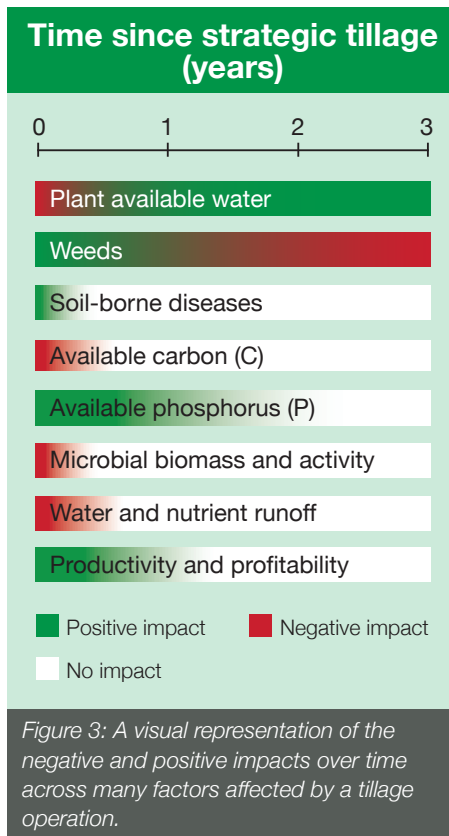 Time since strategic tillage
(years)
0 1 2 3
Plant available water
Weeds
Soil-borne diseases
Available carbon (C)
Available phosphorus (P)
Microbial biomass and activity
Water and nutrient runoff
Productivity and profitability
Positive impact Negative impact
No impact
Figure 3: A visual representation of the
negative and positive impacts over time
across many factors affected by a tillage
operation.